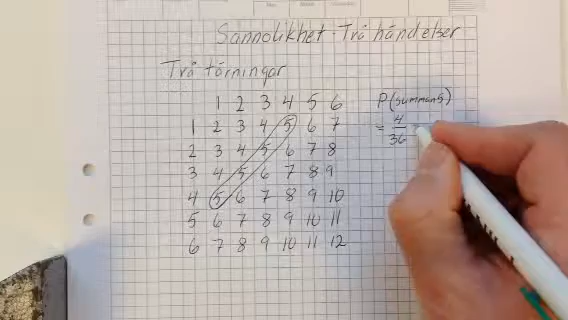 Sannolikhet - Två händelser
Två tärningar
1 2 3 4 5 6
1 2 3 4 5 6 7
2 3 4 5 6 7 8
3 4 5 6 7 8 9
4 5 6 7 8 9 10
5 6 7 8 9 10 11
6 7 8 9 10 11 12
P(summan 5)
= 4/36